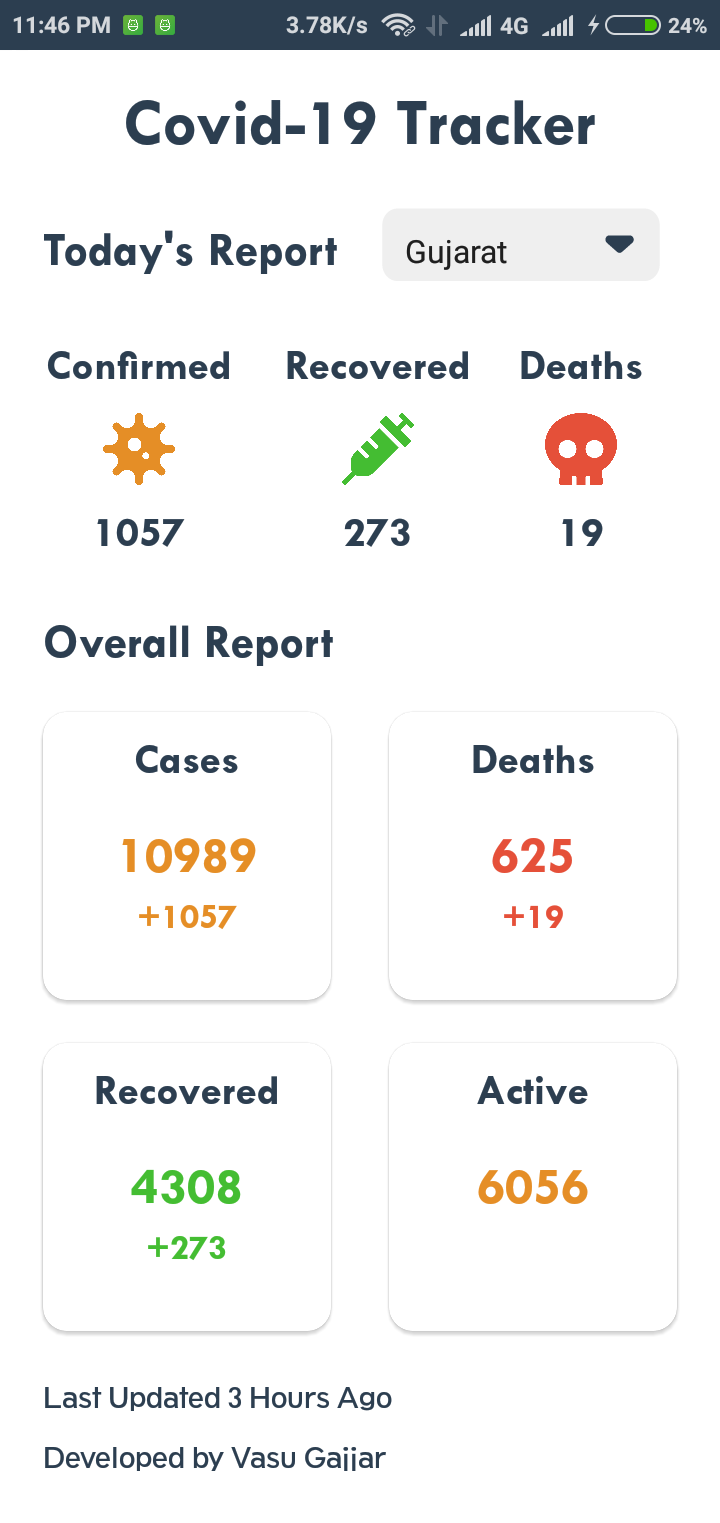 11:46 PM 3.78K/s 4G 24%
Covid-19 Tracker
Today's Report Gujarat
Confirmed Recovered Deaths
1057 273 19
Overall Report
Cases Deaths
10989 625
+1057 +19
Recovered Active
4308 6056
+273
Last Updated 3 Hours Ago
Developed by Vasu Gajjar